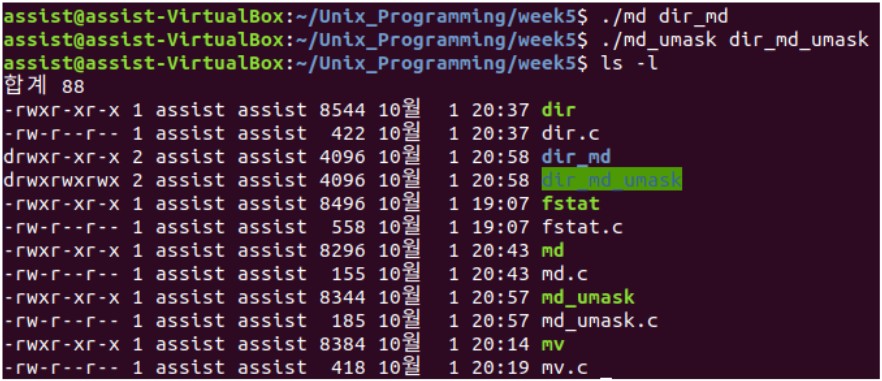 assist@assist-VirtualBox:~/Unix_Programming/week5$ ./md dir_md
assist@assist-VirtualBox:~/Unix_Programming/week5$ ./md_umask dir_md_umask
assist@assist-VirtualBox:~/Unix_Programming/week5$ ls -l
합계 88
-rwxr-xr-x 1 assist assist 8544 10월  1 20:37 dir
-rw-r--r-- 1 assist assist  422 10월  1 20:37 dir.c
drwxr-xr-x 2 assist assist 4096 10월  1 20:58 dir_md
drwxrwxrwx 2 assist assist 4096 10월  1 20:58 dir_md_umask
-rwxr-xr-x 1 assist assist 8496 10월  1 19:07 fstat
-rw-r--r-- 1 assist assist  558 10월  1 19:07 fstat.c
-rwxr-xr-x 1 assist assist 8296 10월  1 20:43 md
-rw-r--r-- 1 assist assist  155 10월  1 20:43 md.c
-rwxr-xr-x 1 assist assist 8344 10월  1 20:57 md_umask
-rw-r--r-- 1 assist assist  185 10월  1 20:57 md_umask.c
-rwxr-xr-x 1 assist assist 8384 10월  1 20:14 mv
-rw-r--r-- 1 assist assist  418 10월  1 20:19 mv.c